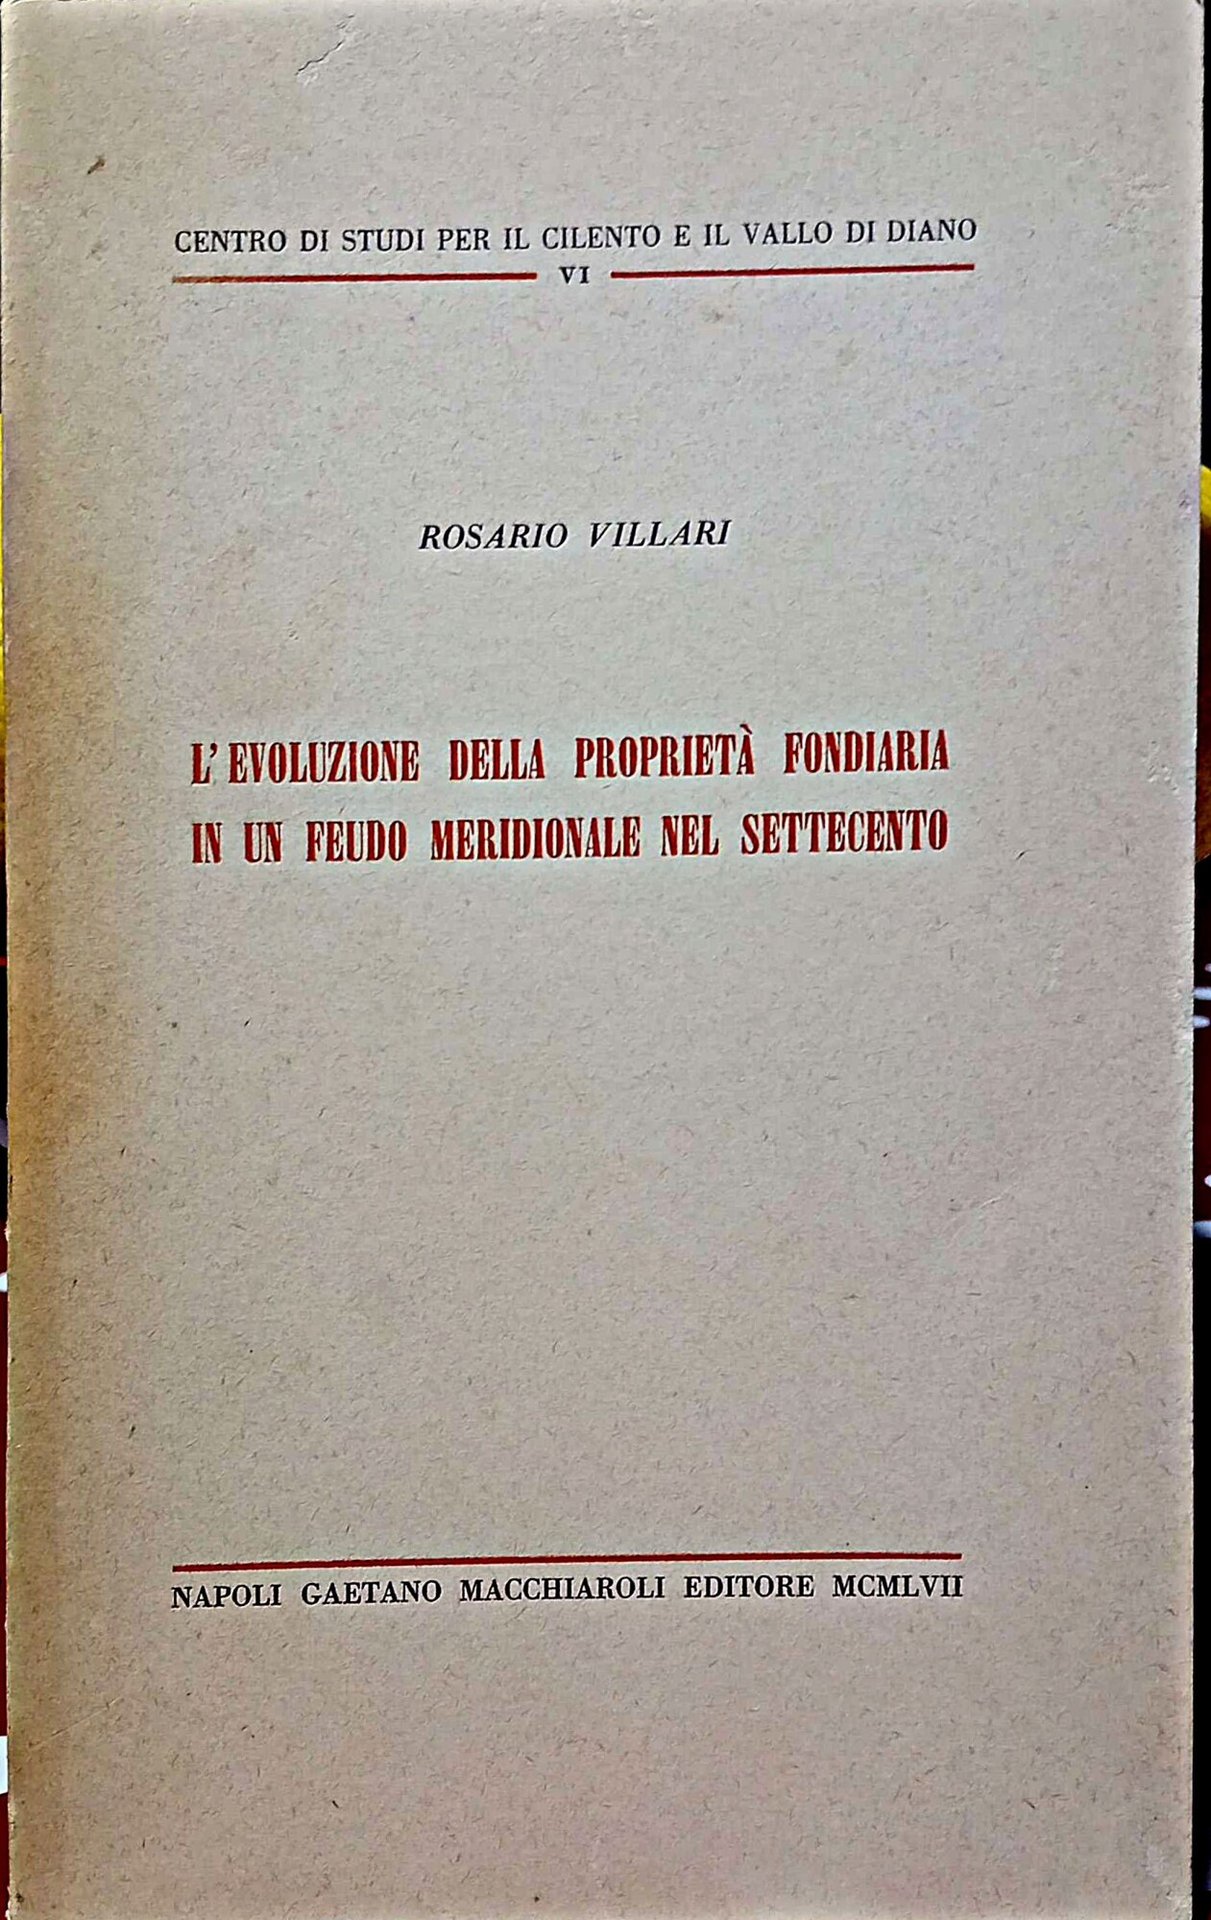 CENTRO DI STUDI PER IL CILENTO E IL VALLO DI DIANO
VI
ROSARIO VILLARI
L'EVOLUZIONE DELLA PROPRIETÀ FONDIARIA
IN UN FEUDO MERIDIONALE NEL SETTECENTO
NAPOLI GAETANO MACCHIAROLI EDITORE MCMLVII